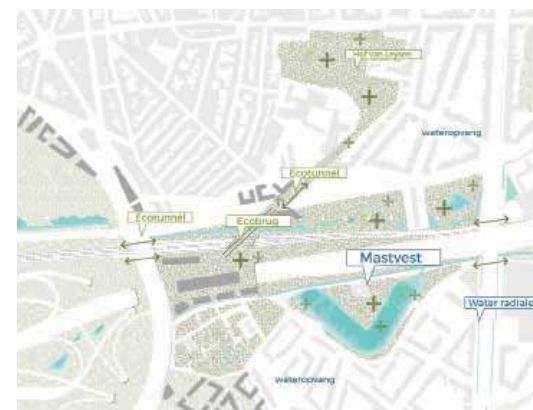 Hof van Leysen
wateropvang
Ecotunnel
Ecotunnel
Ecobrug
Mastvest
Water radiale
wateropvang